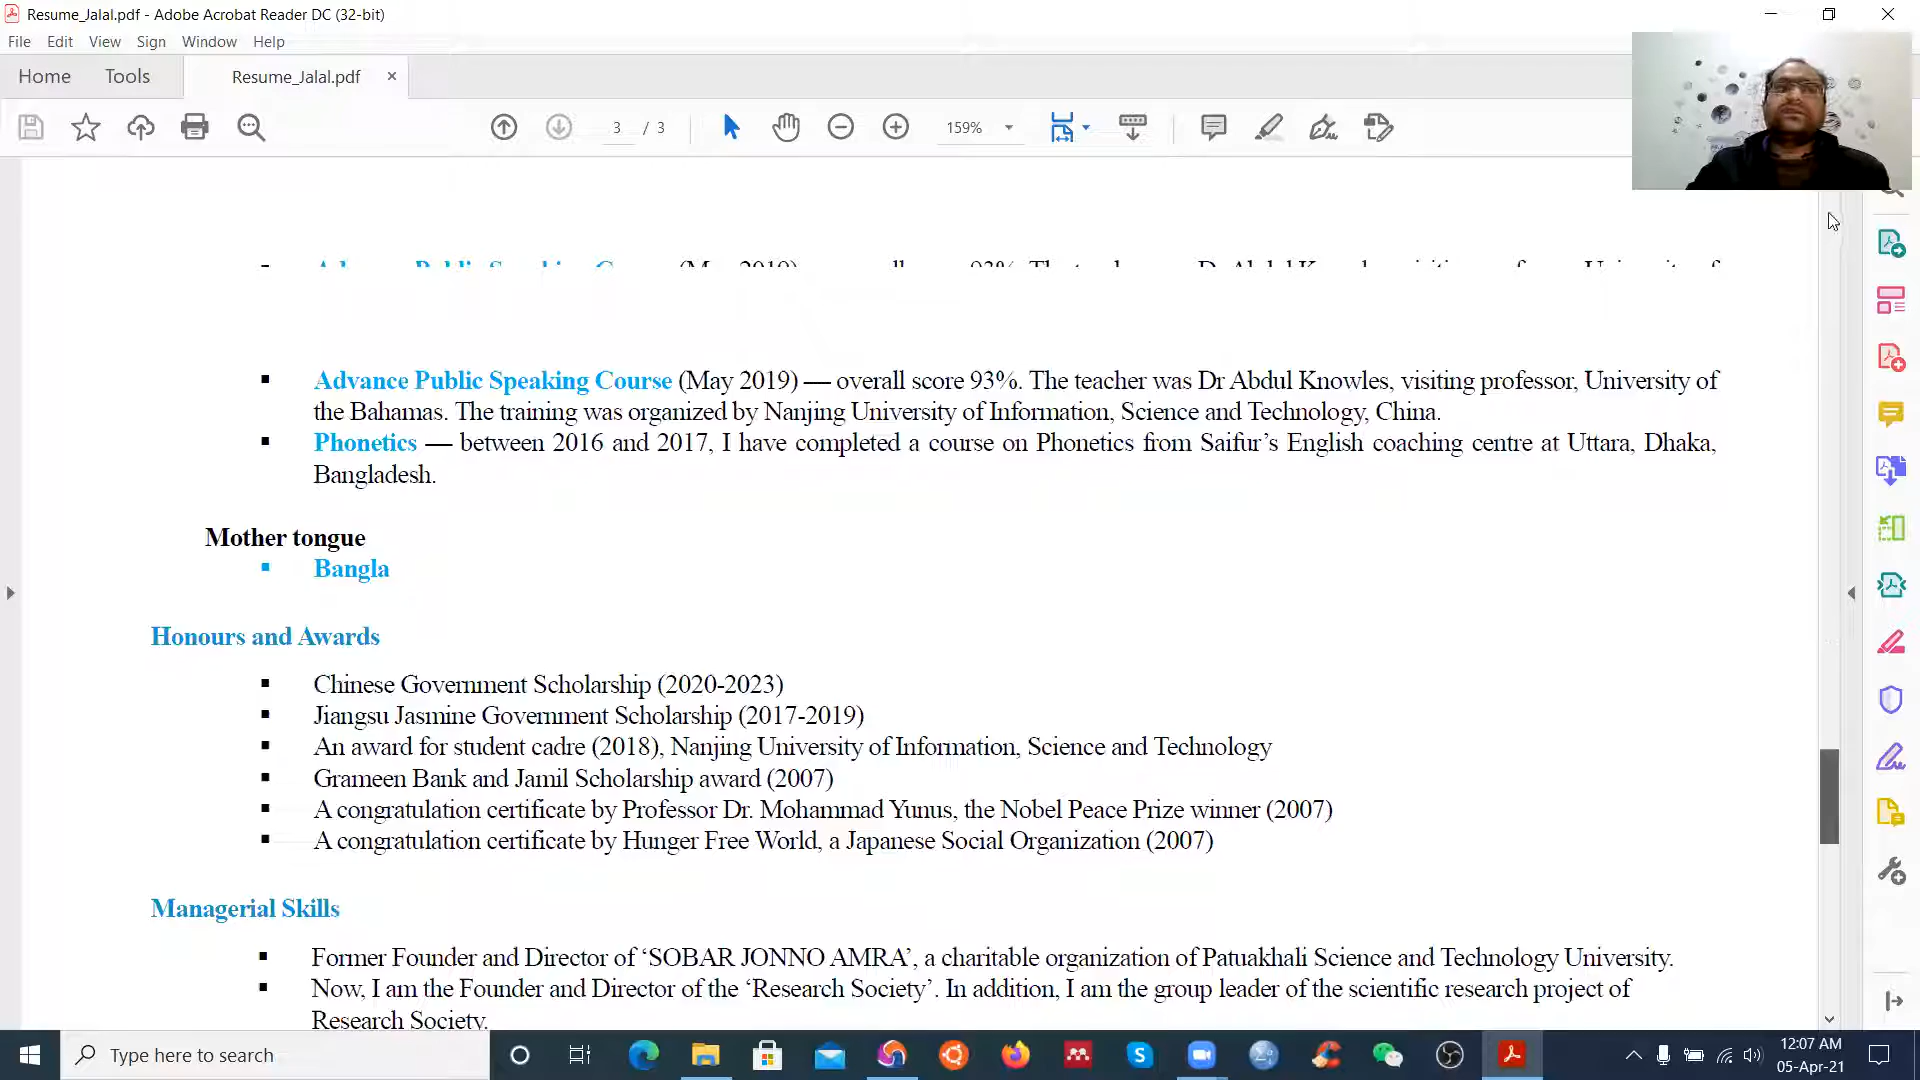 Resume_Jalal.pdf - Adobe Acrobat Reader DC (32-bit)
File Edit View Sign Window Help
Home Tools Resume_Jalal.pdf ×
3 / 3 159%
Advance Public Speaking Course (May 2019) — overall score 93%. The teacher was Dr Abdul Knowles, visiting professor, University of
the Bahamas. The training was organized by Nanjing University of Information, Science and Technology, China.
Phonetics — between 2016 and 2017, I have completed a course on Phonetics from Saifur’s English coaching centre at Uttara, Dhaka,
Bangladesh.
Mother tongue
Bangla
Honours and Awards
Chinese Government Scholarship (2020-2023)
Jiangsu Jasmine Government Scholarship (2017-2019)
An award for student cadre (2018), Nanjing University of Information, Science and Technology
Grameen Bank and Jamil Scholarship award (2007)
A congratulation certificate by Professor Dr. Mohammad Yunus, the Nobel Peace Prize winner (2007)
A congratulation certificate by Hunger Free World, a Japanese Social Organization (2007)
Managerial Skills
Former Founder and Director of ‘SOBAR JONNO AMRA’, a charitable organization of Patuakhali Science and Technology University.
Now, I am the Founder and Director of the ‘Research Society’. In addition, I am the group leader of the scientific research project of
Research Society.
Type here to search
12:07 AM
05-Apr-21